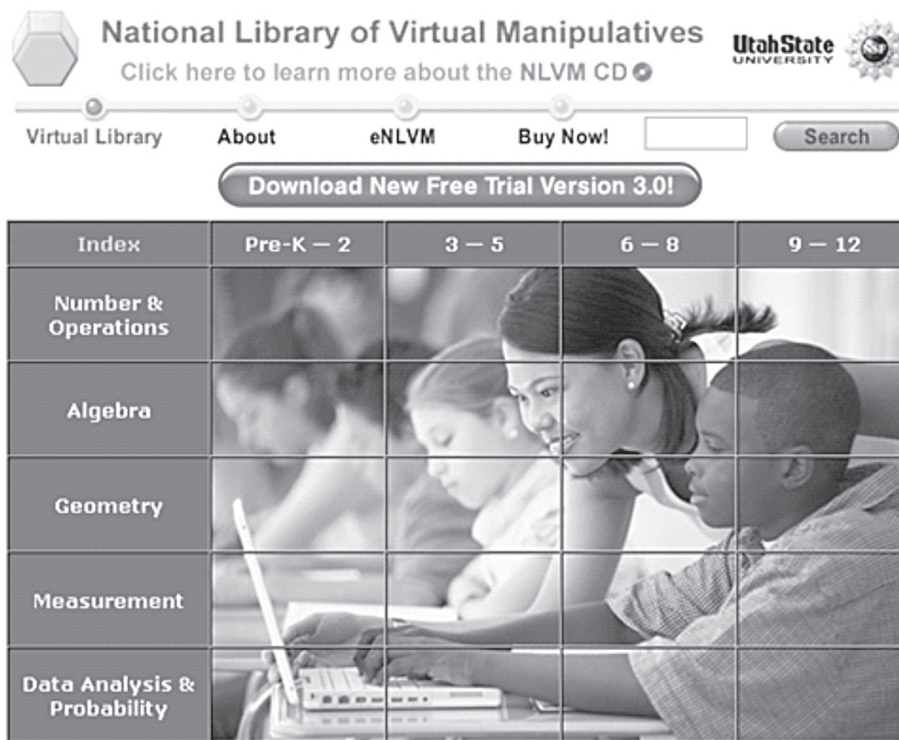 National Library of Virtual Manipulatives
Click here to learn more about the NLVM CD
UtahState
UNIVERSITY
Virtual Library
About
eNLVM
Buy Now!
Search
Download New Free Trial Version 3.0!
Index
Pre-K – 2
3 – 5
6 – 8
9 – 12
Number &
Operations
Algebra
Geometry
Measurement
Data Analysis &
Probability